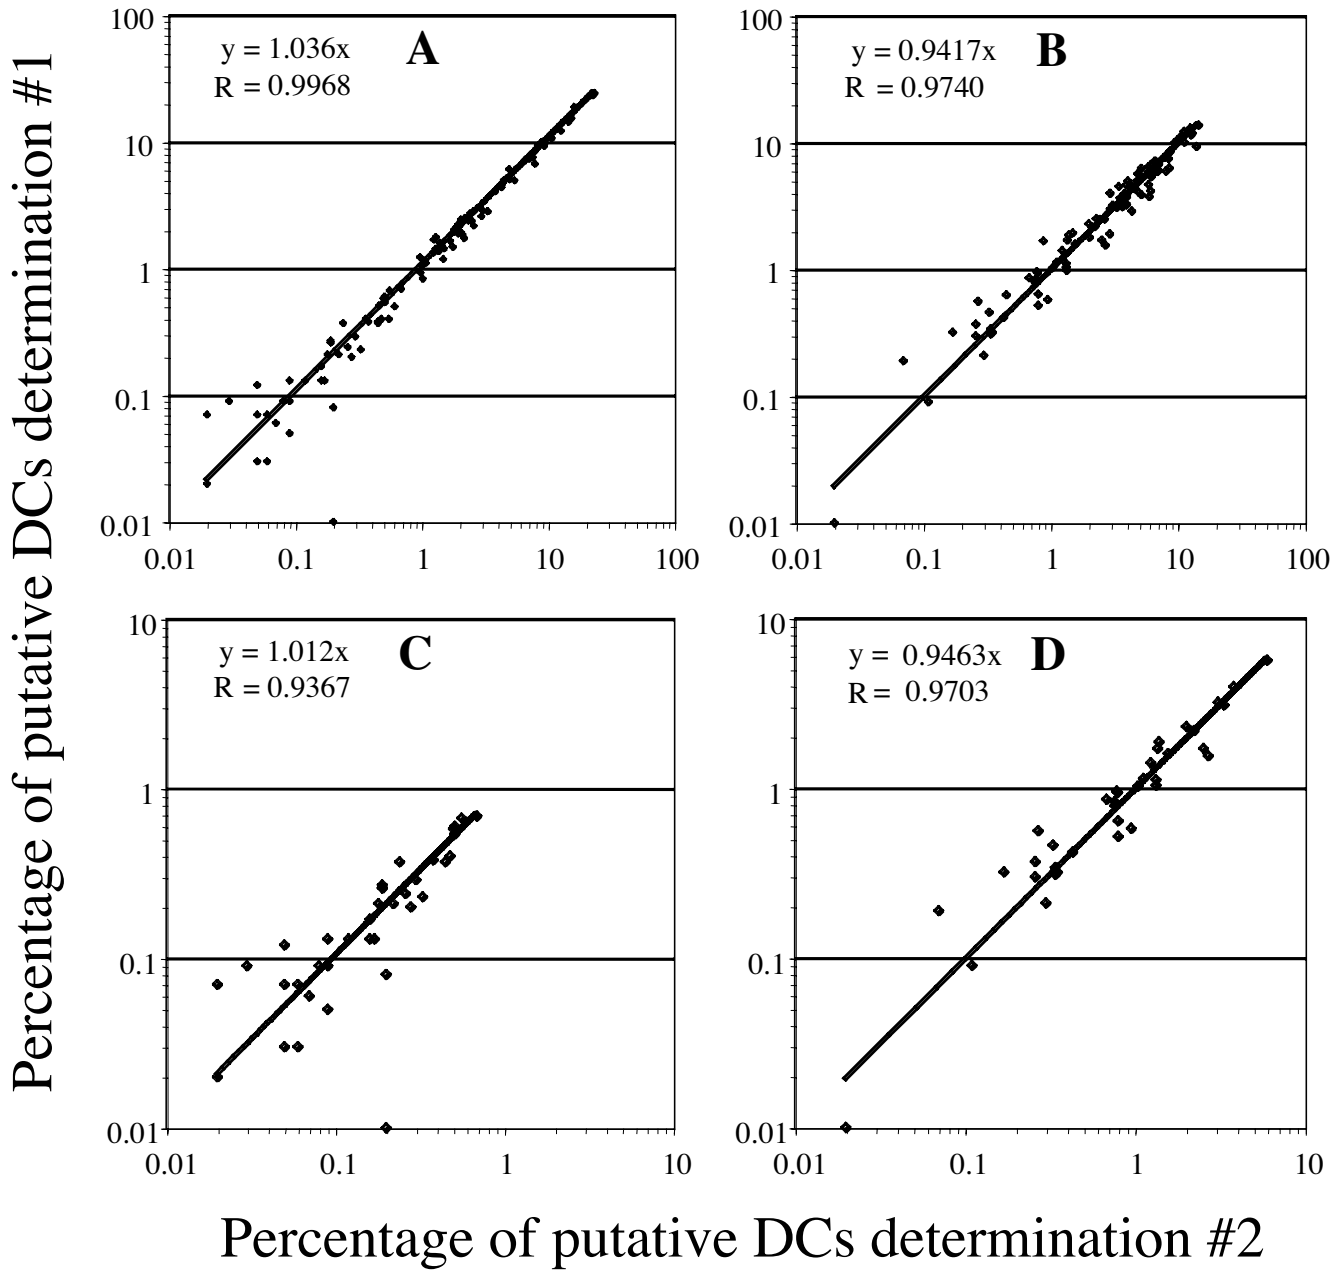 Percentage of putative DCs determination #1
100
10
1
0.1
0.01
y = 1.036x
R = 0.9968
A
0.01 0.1 1 10 100
100
10
1
0.1
0.01
y = 0.9417x
R = 0.9740
B
0.01 0.1 1 10 100
10
1
0.1
0.01
y = 1.012x
R = 0.9367
C
0.01 0.1 1 10
10
1
0.1
0.01
y = 0.9463x
R = 0.9703
D
0.01 0.1 1 10
Percentage of putative DCs determination #2